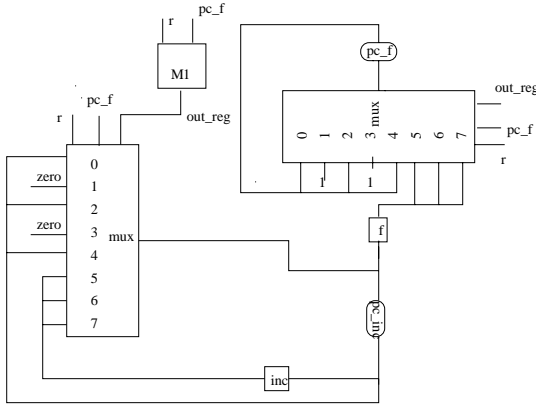 r pc_f
pc_f
M1
out_reg
pc_f
r
out_reg
mux
0 1 2 3 4 5 6 7
pc_f
r
zero
0
1
2
zero
3
mux
4
5
6
7
1 1
f
pc_inc
inc